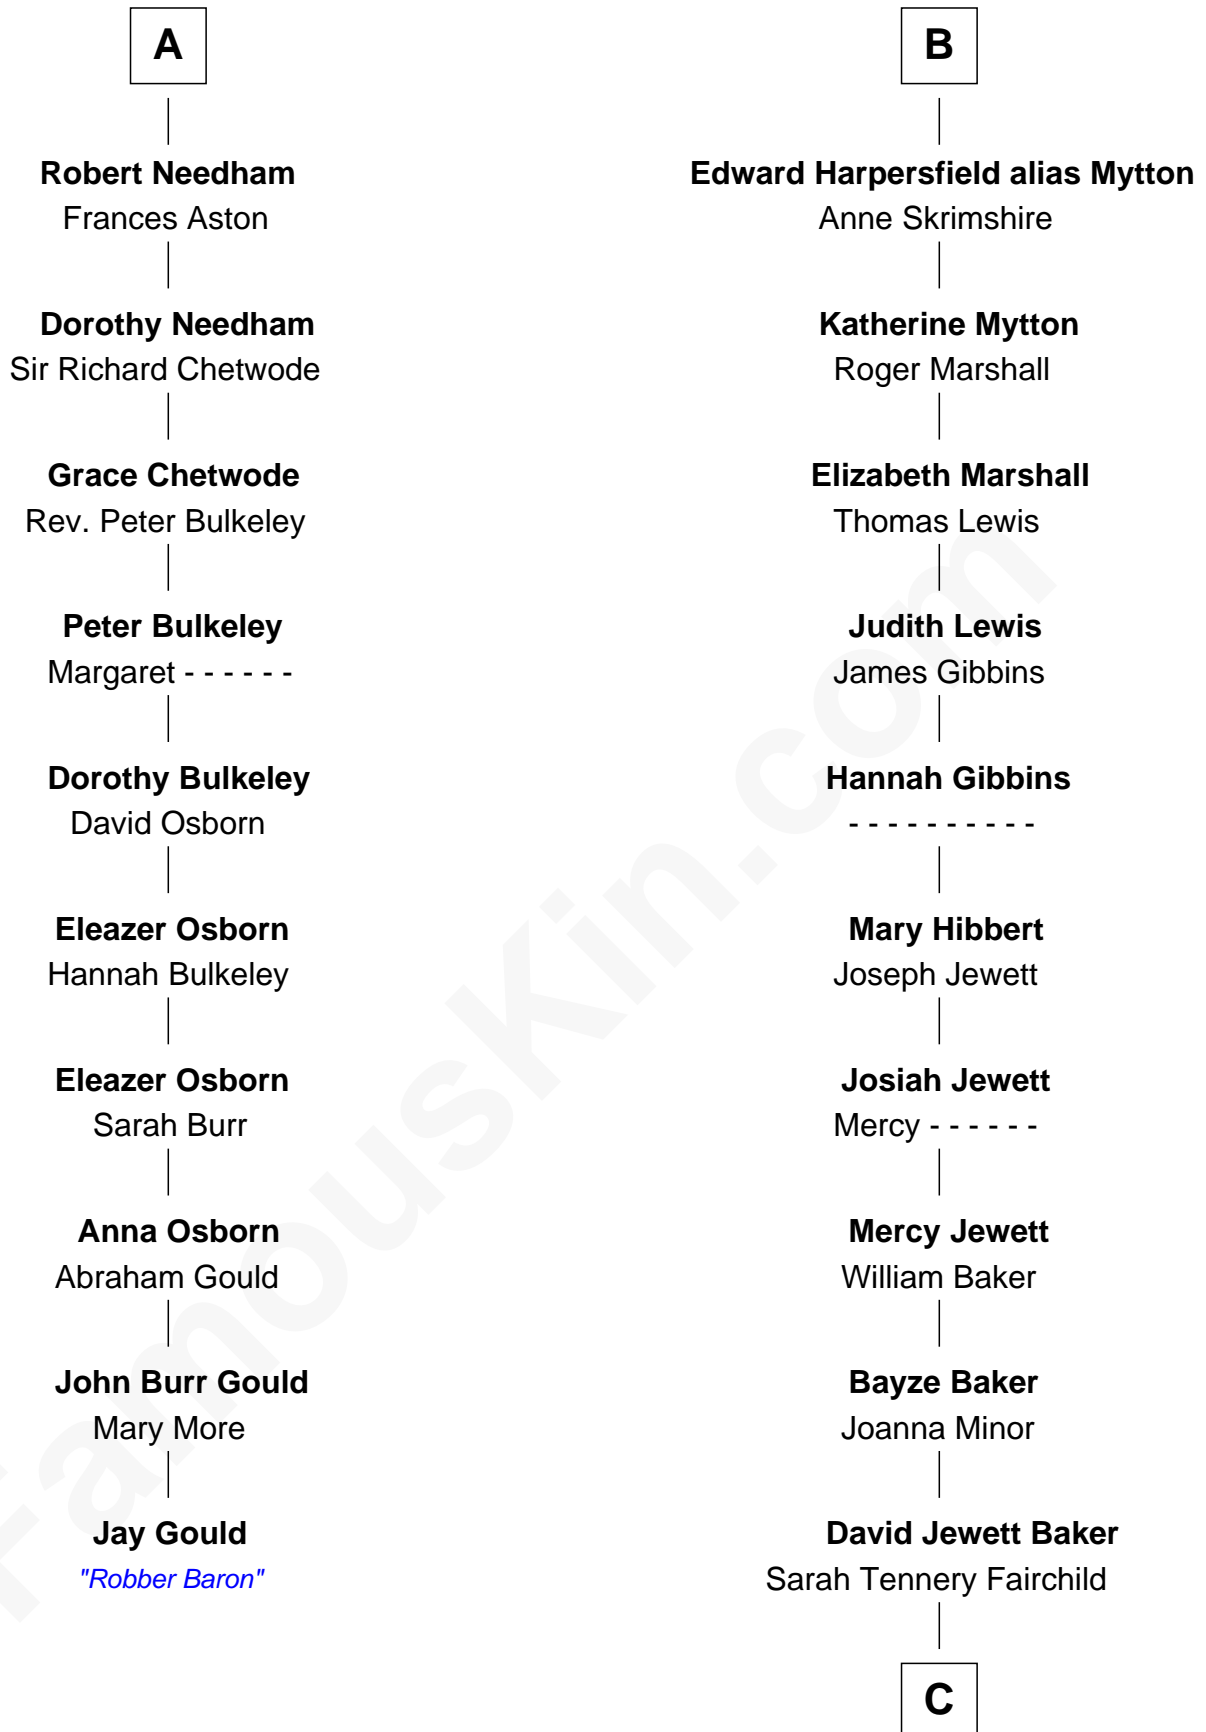 A
Robert Needham
Frances Aston
Dorothy Needham
Sir Richard Chetwode
Grace Chetwode
Rev. Peter Bulkeley
Peter Bulkeley
Margaret - - - - - -
Dorothy Bulkeley
David Osborn
Eleazer Osborn
Hannah Bulkeley
Eleazer Osborn
Sarah Burr
Anna Osborn
Abraham Gould
John Burr Gould
Mary More
Jay Gould
"Robber Baron"
B
Edward Harpersfield alias Mytton
Anne Skrimshire
Katherine Mytton
Roger Marshall
Elizabeth Marshall
Thomas Lewis
Judith Lewis
James Gibbins
Hannah Gibbins
- - - - - - - - - -
Mary Hibbert
Joseph Jewett
Josiah Jewett
Mercy - - - - - -
Mercy Jewett
William Baker
Bayze Baker
Joanna Minor
David Jewett Baker
Sarah Tennery Fairchild
C
FamousKin.com